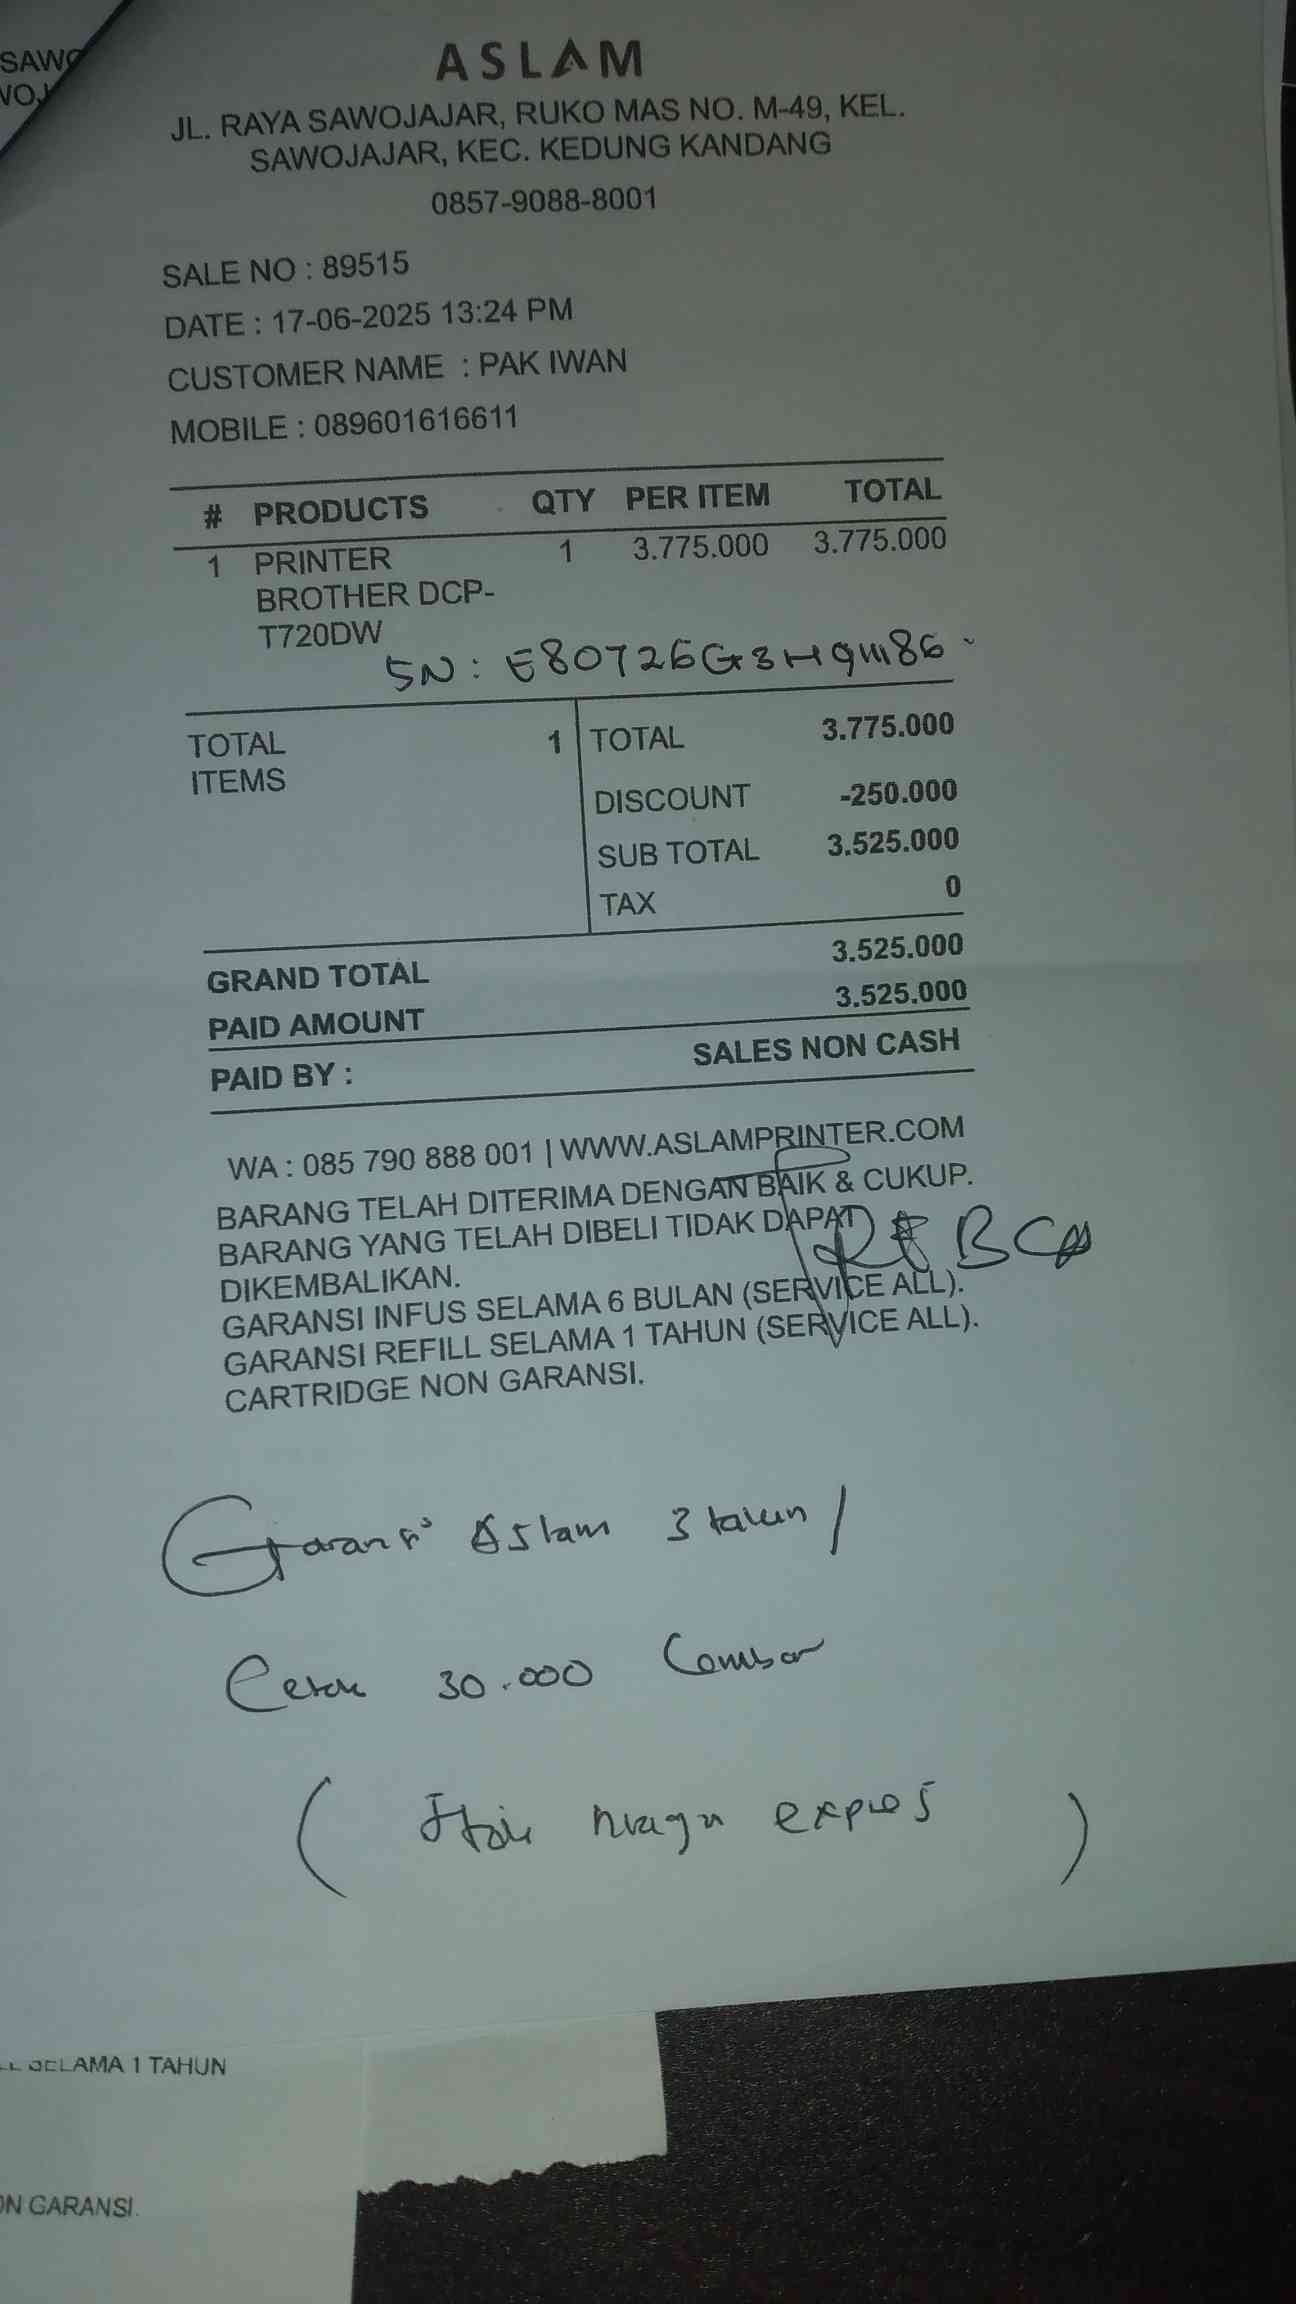 SAWO
WOJ
ASLAM
JL. RAYA SAWOJAJAR, RUKO MAS NO. M-49, KEL.
SAWOJAJAR, KEC. KEDUNG KANDANG
0857-9088-8001
SALE NO : 89515
DATE : 17-06-2025 13:24 PM
CUSTOMER NAME : PAK IWAN
MOBILE : 089601616611
# PRODUCTS QTY PER ITEM TOTAL
1 PRINTER 1 3.775.000 3.775.000
BROTHER DCP-
T720DW
SN :
TOTAL 1 TOTAL 3.775.000
ITEMS
DISCOUNT -250.000
SUB TOTAL 3.525.000
TAX 0
GRAND TOTAL 3.525.000
PAID AMOUNT 3.525.000
PAID BY : SALES NON CASH
WA : 085 790 888 001 | WWW.ASLAMPRINTER.COM
BARANG TELAH DITERIMA DENGAN BAIK & CUKUP.
BARANG YANG TELAH DIBELI TIDAK DAPAT
DIKEMBALIKAN.
BCA
GARANSI INFUS SELAMA 6 BULAN (SERVICE ALL).
GARANSI REFILL SELAMA 1 TAHUN (SERVICE ALL).
CARTRIDGE NON GARANSI.
Garansi Aslam 3 tahun /
Cetak 30.000 Lembar
niaga expres )
SELAMA 1 TAHUN
ON GARANSI.